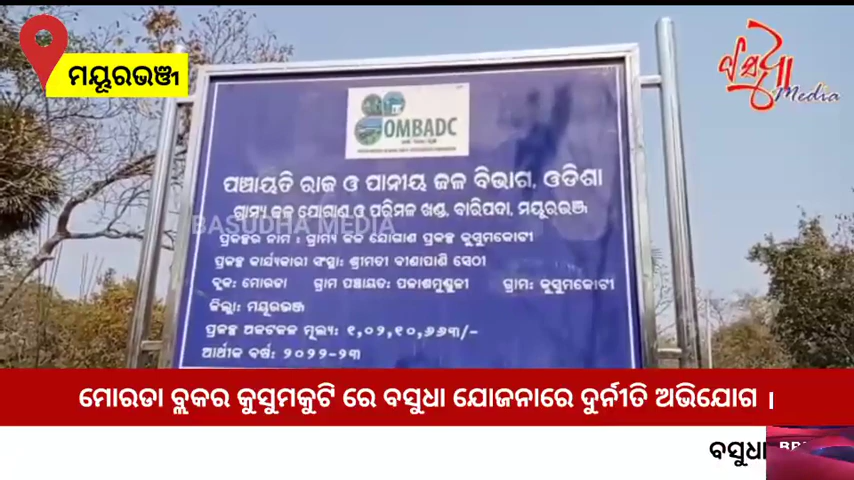 ମୟୂରଭଞ୍ଜ
ବସୁଧା
Media
OMBADC
ପଞ୍ଚାୟତି ରାଜ ଓ ପାନୀୟ ଜଳ ବିଭାଗ, ଓଡିଶା
ଗ୍ରାମ୍ୟ ଜଳ ଯୋଗାଣ ଓ ପରିମଳ ଖଣ୍ଡ, ବାରିପଦା, ମୟୂରଭଞ୍ଜ
BASUDHA MEDIA
ପ୍ରକଳ୍ପର ନାମ : ଗ୍ରାମ୍ୟ ଜଳ ଯୋଗାଣ ପ୍ରକଳ୍ପ କୁସୁମକୋଟୀ
ପ୍ରକଳ୍ପ କାର୍ଯ୍ୟକାରୀ ସଂସ୍ଥା: ଶ୍ରୀମତୀ ବୀଣାପାଣି ସେଠୀ
ବ୍ଲକ: ମୋରଡା ଗ୍ରାମ ପଞ୍ଚାୟତ: ପଳାଶମୁଣ୍ଡଳୀ ଗ୍ରାମ: କୁସୁମକୋଟୀ
ଜିଲ୍ଲା: ମୟୂରଭଞ୍ଜ
ପ୍ରକଳ୍ପ ଅଟକଳ ମୂଲ୍ୟ: ୧,୦୨,୧୦,୬୬୩/-
ଆର୍ଥୀକ ବର୍ଷ: ୨୦୨୨-୨୩
ମୋରଡା ବ୍ଲକର କୁସୁମକୁଟି ରେ ବସୁଧା ଯୋଜନାରେ ଦୁର୍ନୀତି ଅଭିଯୋଗ ।
ବସୁଧା